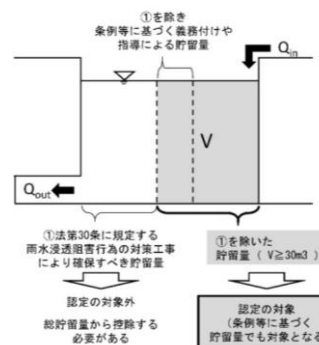 ①を除き
条例等に基づく義務付けや
指導による貯留量
Qin
V
Qout
①法第30条に規定する
雨水浸透阻害行為の対策工事
により確保すべき貯留量
①を除いた
貯留量（V≧30m3）
認定の対象外
総貯留量から控除する
必要がある
認定の対象
（条例等に基づく
貯留量でも対象となる